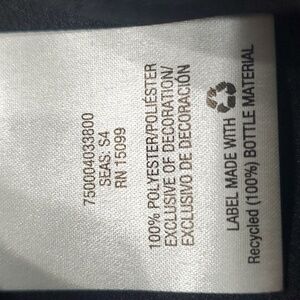 750004033800
SEAS: S4
RN 15099
100% POLYESTER/POLIÉSTER
EXCLUSIVE OF DECORATION/
EXCLUSIVO DE DECORACIÓN
LABEL MADE WITH
Recycled (100%) BOTTLE MATERIAL